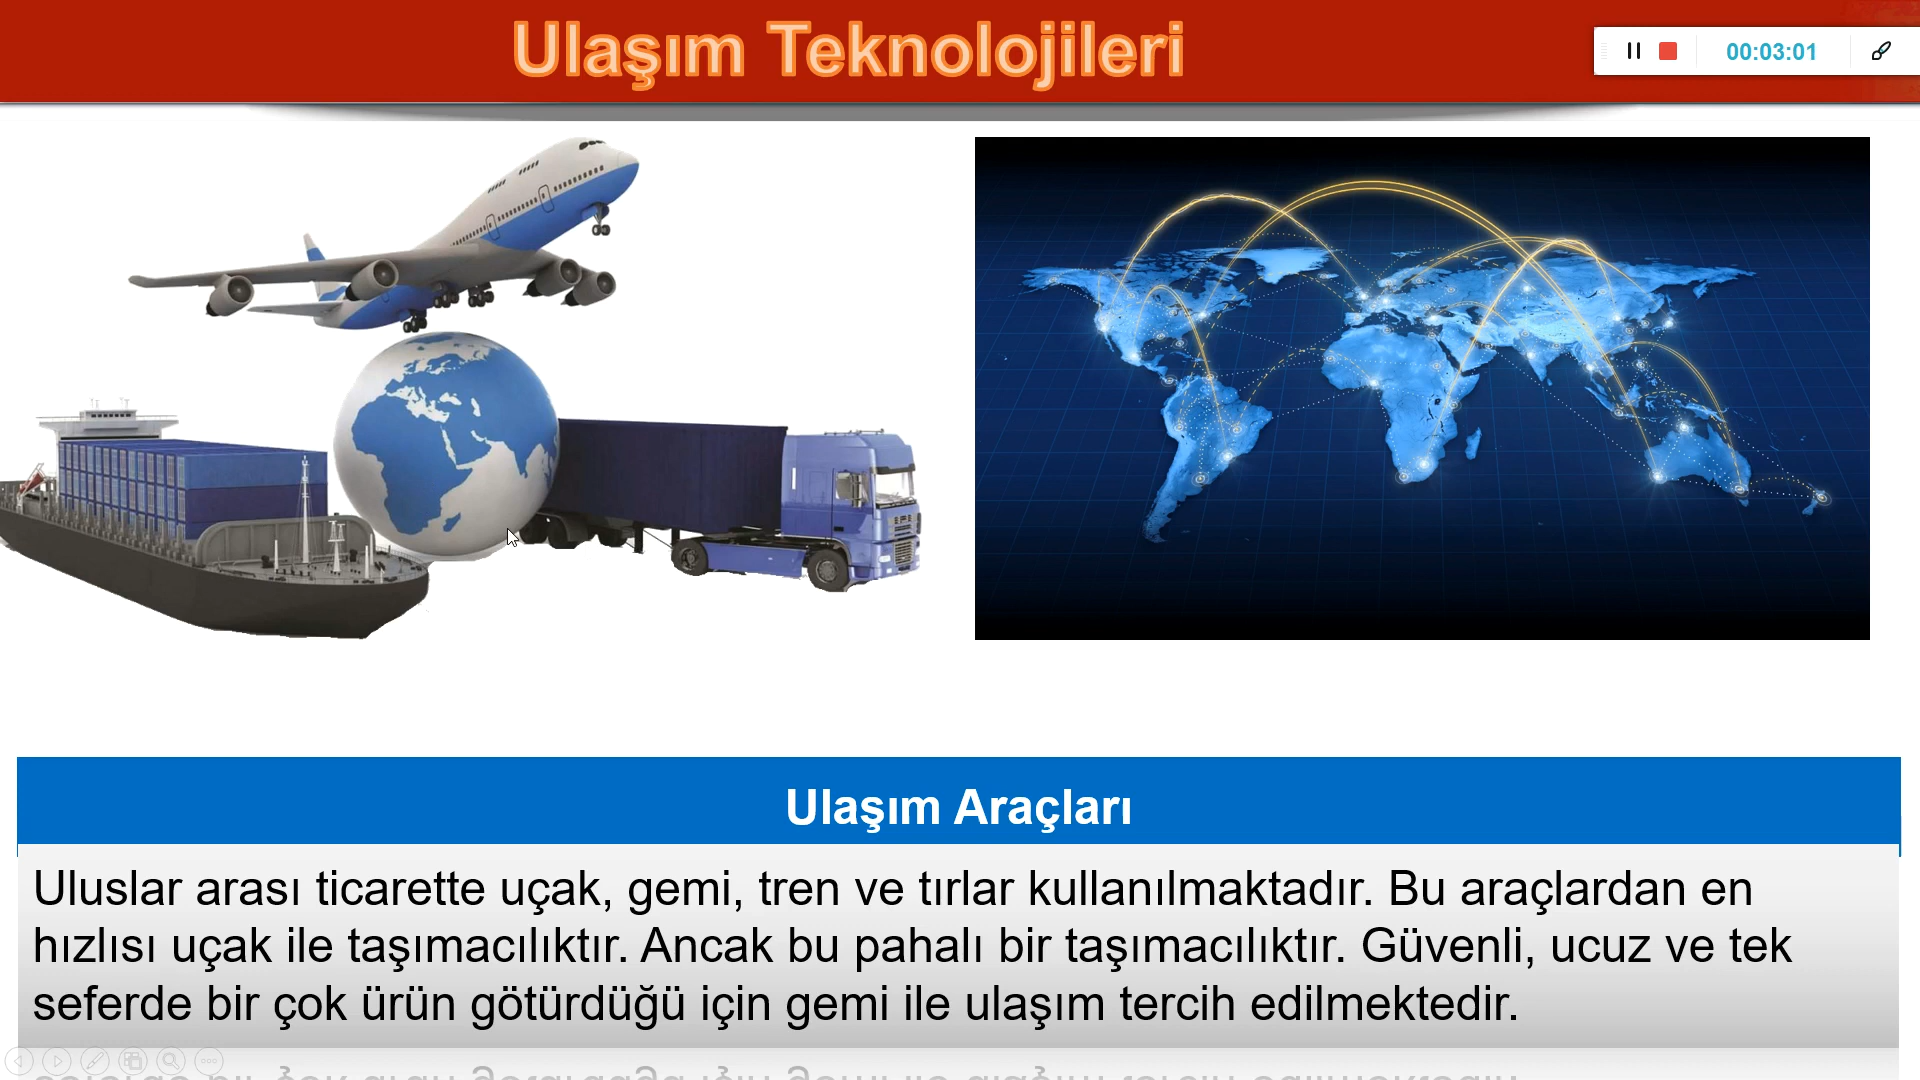 Ulaşım Teknolojileri
00:03:01
Ulaşım Araçları
Uluslar arası ticarette uçak, gemi, tren ve tırlar kullanılmaktadır. Bu araçlardan en
hızlısı uçak ile taşımacılıktır. Ancak bu pahalı bir taşımacılıktır. Güvenli, ucuz ve tek
seferde bir çok ürün götürdüğü için gemi ile ulaşım tercih edilmektedir.